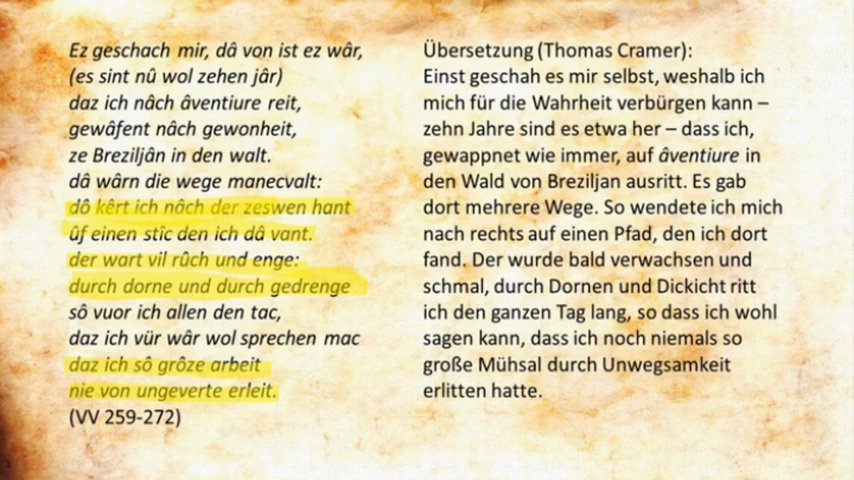 Ez geschach mir, dâ von ist ez wâr,
(es sint nû wol zehen jâr)
daz ich nâch âventiure reit,
gewâfent nâch gewonheit,
ze Breziljân in den walt.
dâ wârn die wege manecvalt:
dô kêrt ich nâch der zeswen hant
ûf einen stîc den ich dâ vant.
der wart vil rûch und enge:
durch dorne und durch gedrenge
sô vuor ich allen den tac,
daz ich vür wâr wol sprechen mac
daz ich sô grôze arbeit
nie von ungeverte erleit.
(VV 259-272)
Übersetzung (Thomas Cramer):
Einst geschah es mir selbst, weshalb ich
mich für die Wahrheit verbürgen kann –
zehn Jahre sind es etwa her – dass ich,
gewappnet wie immer, auf âventiure in
den Wald von Breziljan ausritt. Es gab
dort mehrere Wege. So wendete ich mich
nach rechts auf einen Pfad, den ich dort
fand. Der wurde bald verwachsen und
schmal, durch Dornen und Dickicht ritt
ich den ganzen Tag lang, so dass ich wohl
sagen kann, dass ich noch niemals so
große Mühsal durch Unwegsamkeit
erlitten hatte.